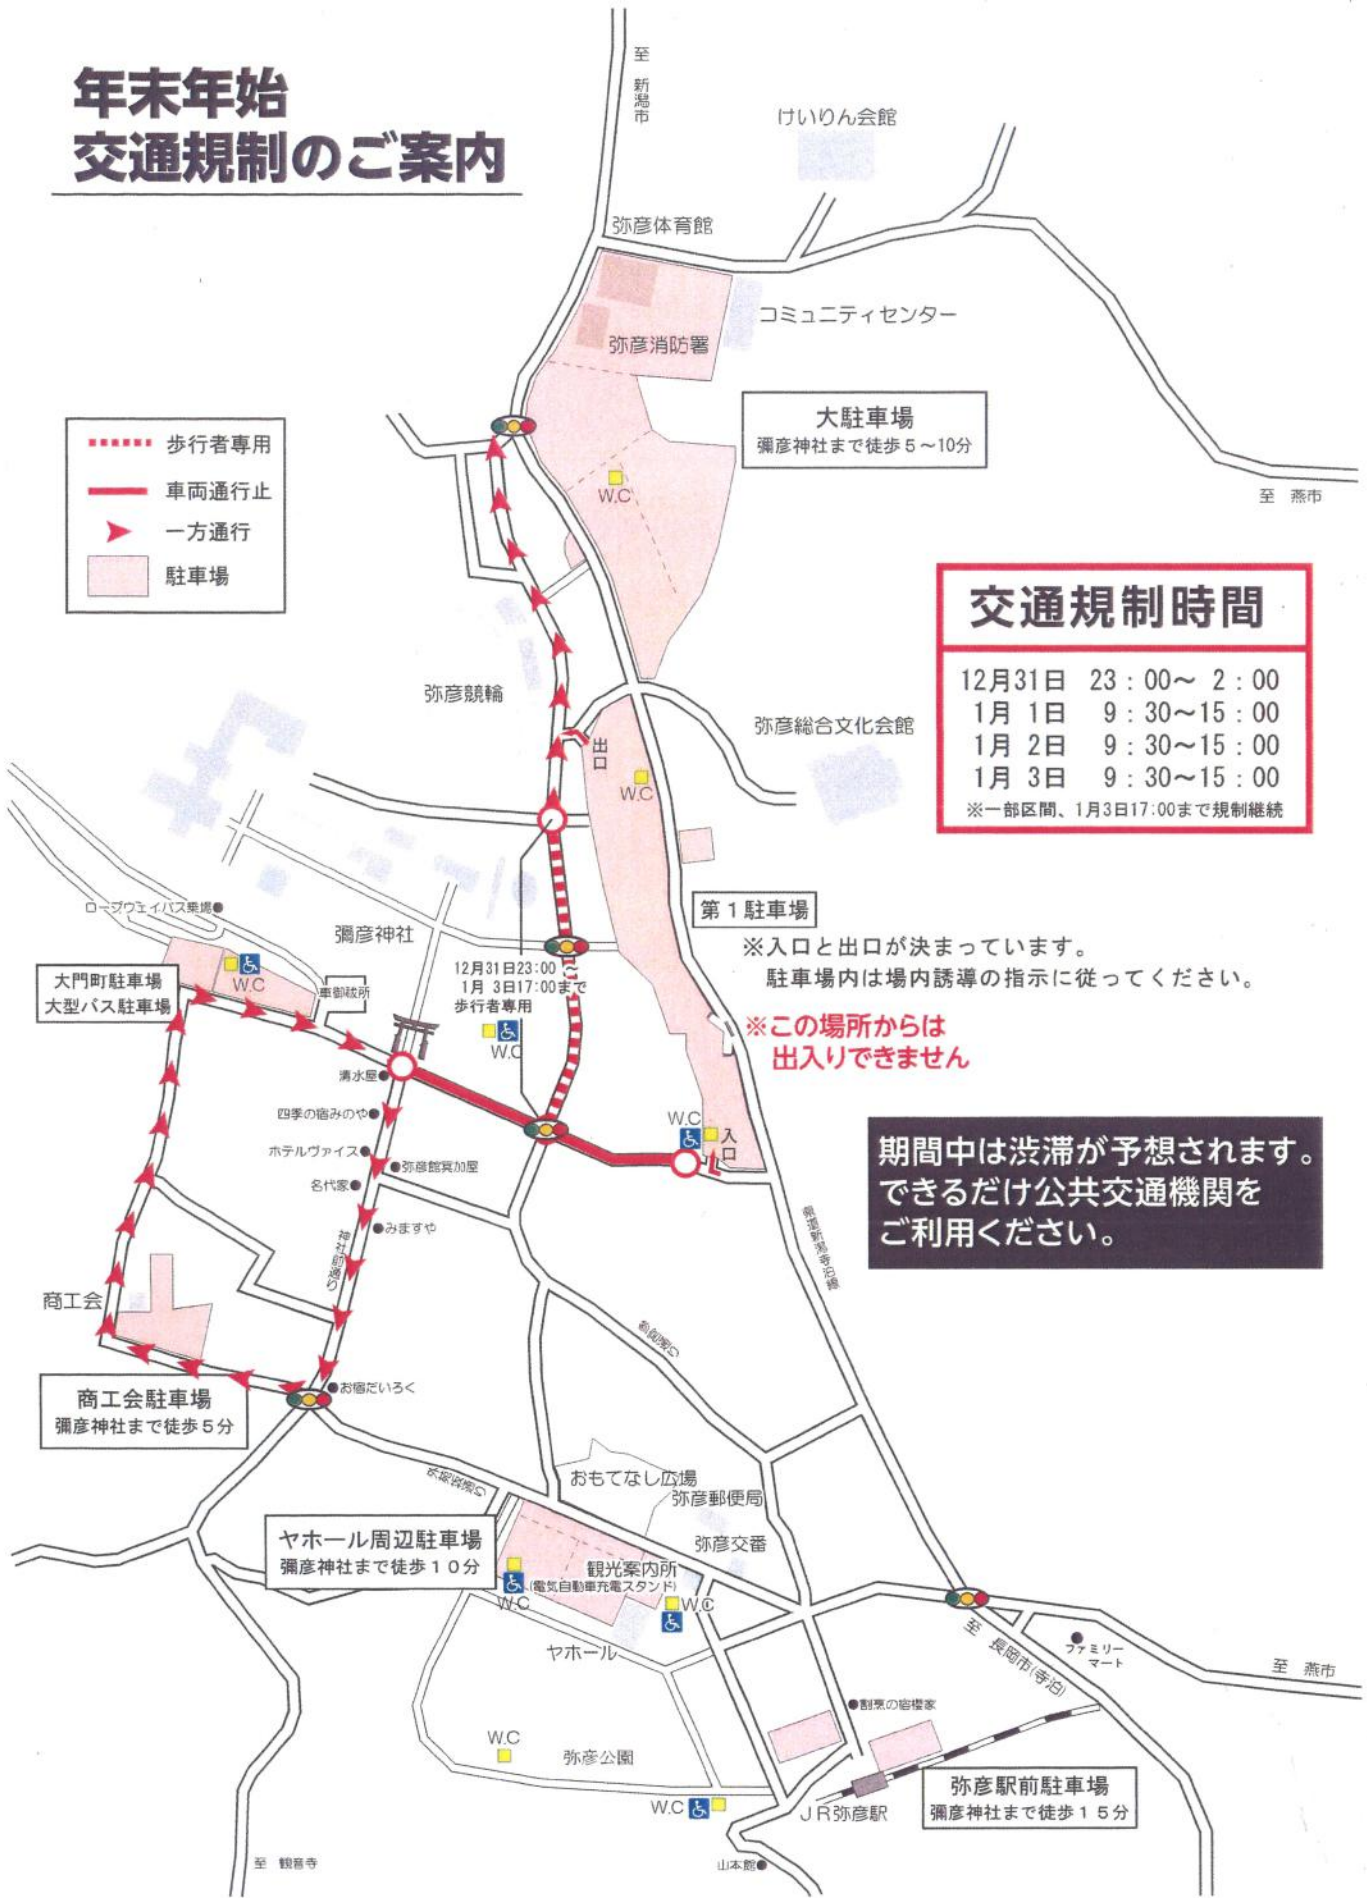 年末年始
交通規制のご案内
至 新潟市
けいりん会館
弥彦体育館
コミュニティセンター
弥彦消防署
大駐車場
彌彦神社まで徒歩5～10分
歩行者専用
車両通行止
一方通行
駐車場
W.C
至 燕市
交通規制時間
12月31日 23:00～ 2:00
1月 1日 9:30～15:00
1月 2日 9:30～15:00
1月 3日 9:30～15:00
※一部区間、1月3日17:00まで規制継続
弥彦競輪
出口
弥彦総合文化会館
W.C
第1駐車場
※入口と出口が決まっています。
駐車場内は場内誘導の指示に従ってください。
※この場所からは
出入りできません
ロープウェイバス乗場
彌彦神社
大門町駐車場
大型バス駐車場
W.C
車御祓所
12月31日23:00 ～
1月 3日17:00まで
歩行者専用
W.C
清水屋
四季の宿みのや
ホテルヴァイス
弥彦館冥加屋
名代家
みますや
神社前通り
W.C
入口
期間中は渋滞が予想されます。
できるだけ公共交通機関を
ご利用ください。
県道新潟寺泊線
商工会
商工会駐車場
彌彦神社まで徒歩5分
お宿だいろく
おもてなし広場
弥彦郵便局
弥彦交番
ヤホール周辺駐車場
彌彦神社まで徒歩10分
観光案内所
(電気自動車充電スタンド)
W.C
W.C
ヤホール
至 長岡市(寺泊)
ファミリー
マート
至 燕市
割烹の宿櫻家
W.C
弥彦公園
W.C
JR弥彦駅
弥彦駅前駐車場
彌彦神社まで徒歩15分
山本館
至 観音寺